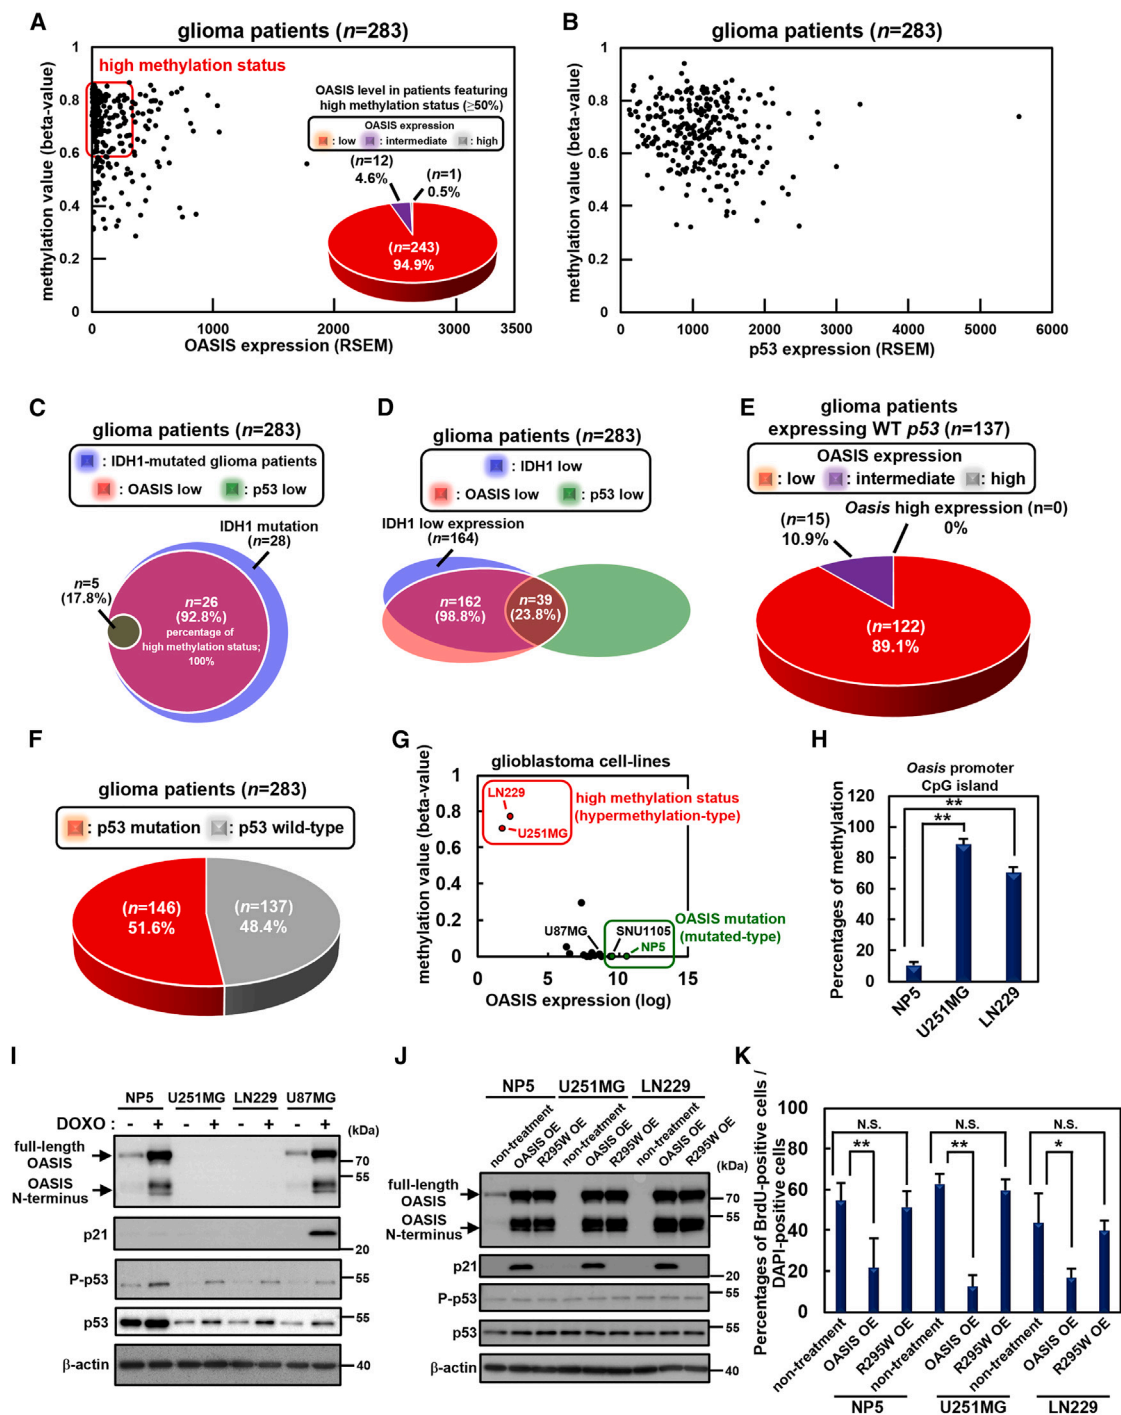 A
glioma patients (n=283)
methylation value (beta-value)
1
0.8
0.6
0.4
0.2
0
high methylation status
OASIS level in patients featuring
high methylation status (≥50%)
OASIS expression
: low : intermediate : high
(n=12)
4.6%
(n=1)
0.5%
(n=243)
94.9%
0 1000 2000 3000 3500
OASIS expression (RSEM)
B
glioma patients (n=283)
methylation value (beta-value)
1
0.8
0.6
0.4
0.2
0
0 1000 2000 3000 4000 5000 6000
p53 expression (RSEM)
C
glioma patients (n=283)
: IDH1-mutated glioma patients
: OASIS low : p53 low
IDH1 mutation
(n=28)
n=5
(17.8%)
n=26
(92.8%)
percentage of
high methylation status;
100%
D
glioma patients (n=283)
: IDH1 low
: OASIS low : p53 low
IDH1 low expression
(n=164)
n=162
(98.8%)
n=39
(23.8%)
E
glioma patients
expressing WT p53 (n=137)
OASIS expression
: low : intermediate : high
(n=15)
10.9%
Oasis high expression (n=0)
0%
(n=122)
89.1%
F
glioma patients (n=283)
: p53 mutation : p53 wild-type
(n=146)
51.6%
(n=137)
48.4%
G
glioblastoma cell-lines
methylation value (beta-value)
1
0.8
0.6
0.4
0.2
0
LN229
U251MG
high methylation status
(hypermethylation-type)
U87MG
SNU1105
NP5
OASIS mutation
(mutated-type)
0 5 10 15
OASIS expression (log)
H
Oasis promoter
CpG island
Percentages of methylation
120
100
80
60
40
20
0
**
**
NP5
U251MG
LN229
I
NP5 U251MG LN229 U87MG
DOXO : - + - + - + - +
(kDa)
full-length
OASIS
OASIS
N-terminus
70
55
p21
20
P-p53
55
p53
55
β-actin
40
J
NP5 U251MG LN229
non-treatment
OASIS OE
R295W OE
non-treatment
OASIS OE
R295W OE
non-treatment
OASIS OE
R295W OE
(kDa)
full-length
OASIS
OASIS
N-terminus
70
55
p21
20
P-p53
55
p53
55
β-actin
40
K
Percentages of BrdU-positive cells /
DAPI-positive cells
100
80
60
40
20
0
N.S. N.S. N.S.
** ** *
non-treatment
OASIS OE
R295W OE
non-treatment
OASIS OE
R295W OE
non-treatment
OASIS OE
R295W OE
NP5 U251MG LN229